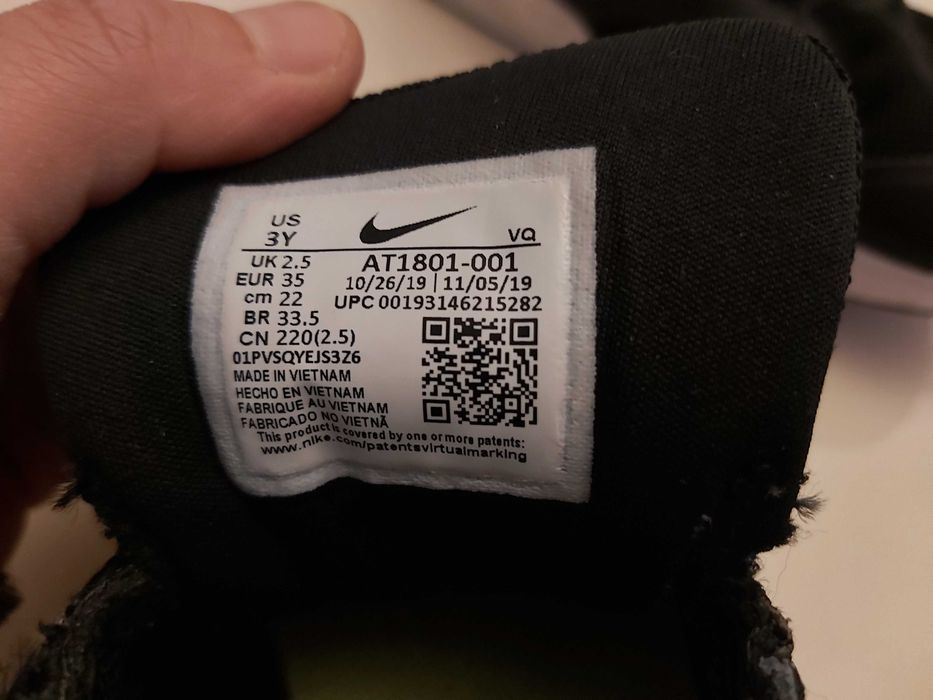 US
3Y
VQ
UK 2.5
EUR 35
cm 22
BR 33.5
CN 220(2.5)
01PVSQYEJS3Z6
AT1801-001
10/26/19 | 11/05/19
UPC 00193146215282
MADE IN VIETNAM
HECHO EN VIETNAM
FABRIQUE AU VIETNAM
FABRICADO NO VIETNÃ
This product is covered by one or more patents:
www.nike.com/patentsvirtualmarking